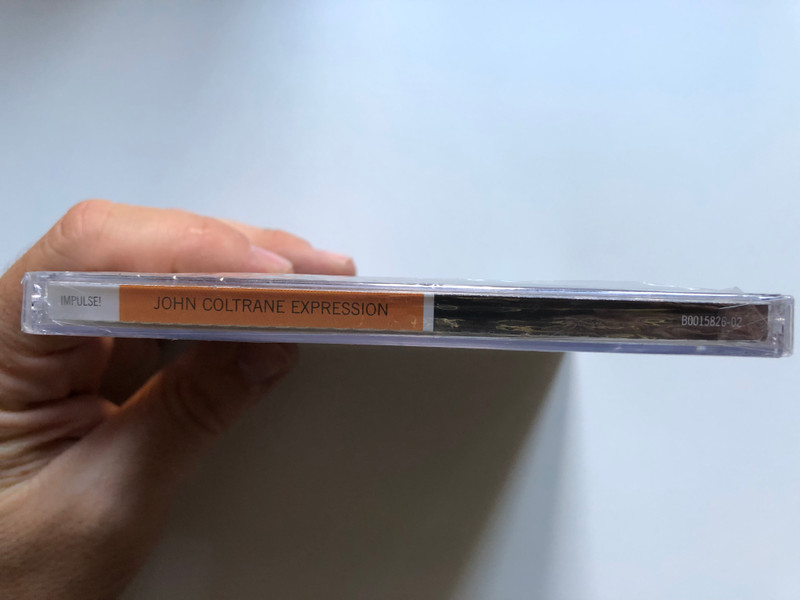 IMPULSE!
JOHN COLTRANE EXPRESSION
B0015826-02